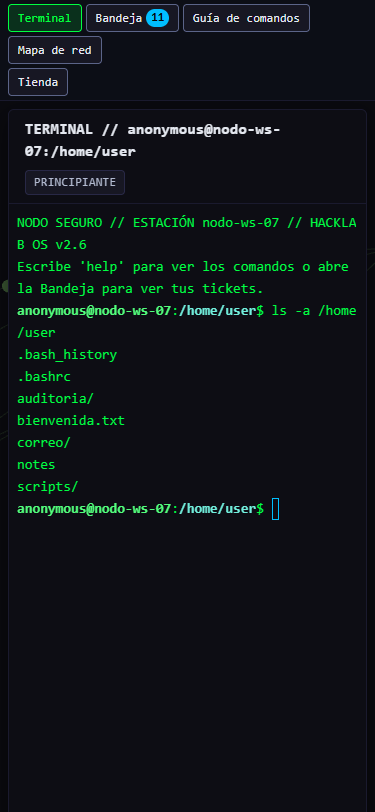 Terminal
Bandeja 11
Guía de comandos
Mapa de red
Tienda
TERMINAL // anonymous@nodo-ws-
07:/home/user
PRINCIPIANTE
NODO SEGURO // ESTACIÓN nodo-ws-07 // HACKLA
B OS v2.6
Escribe 'help' para ver los comandos o abre
la Bandeja para ver tus tickets.
anonymous@nodo-ws-07:/home/user$ ls -a /home
/user
.bash_history
.bashrc
auditoria/
bienvenida.txt
correo/
notes
scripts/
anonymous@nodo-ws-07:/home/user$